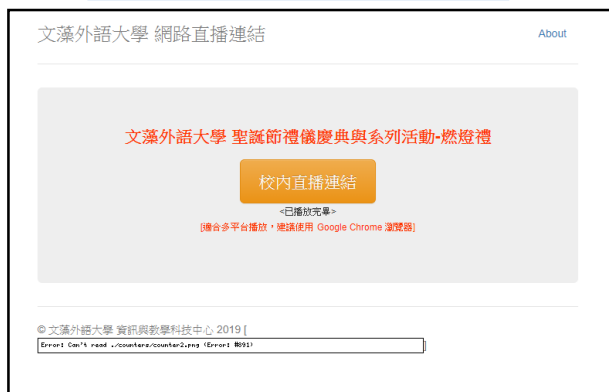 文藻外語大學 網路直播連結
About
文藻外語大學 聖誕節禮儀慶典與系列活動-燃燈禮
校內直播連結
<已播放完畢>
[適合多平台播放，建議使用 Google Chrome 瀏覽器]
© 文藻外語大學 資訊與教學科技中心 2019 [
Error: Can't read ./counters/counter2.png (Error: #891)
]